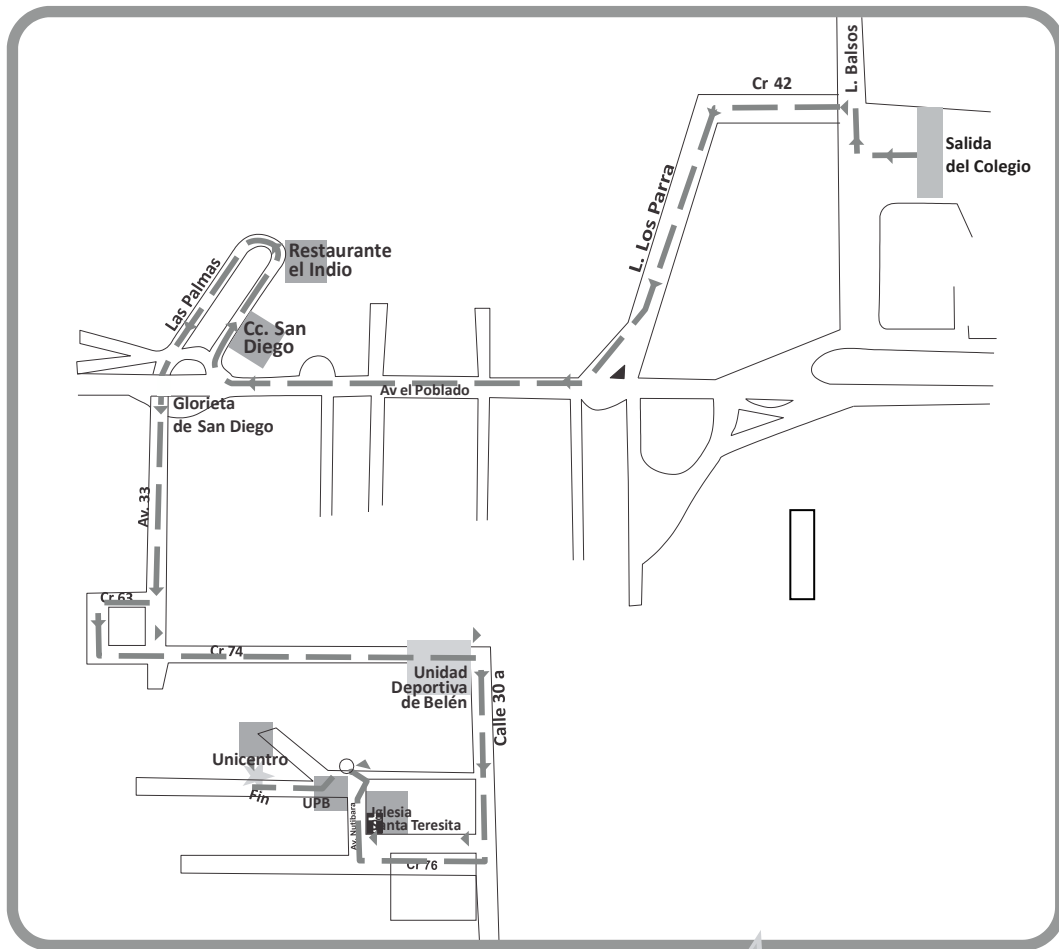 L. Balsos
Cr 42
Salida
del Colegio
L. Los Parra
Restaurante
el Indio
Las Palmas
Cc. San
Diego
Av el Poblado
Glorieta
de San Diego
Av. 33
Cr 63
Cr 74
Unidad
Deportiva
de Belén
Calle 30 a
Unicentro
Fin
UPB
Av. Nutibara
Iglesia
Santa Teresita
Cr 76